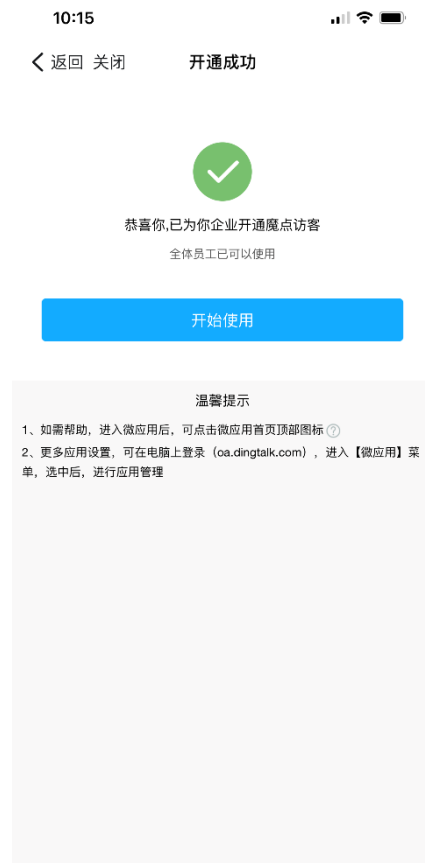 10:15
返回 关闭 开通成功
恭喜你,已为你企业开通魔点访客
全体员工已可以使用
开始使用
温馨提示
1、如需帮助，进入微应用后，可点击微应用首页顶部图标?
2、更多应用设置，可在电脑上登录（oa.dingtalk.com），进入【微应用】菜
单，选中后，进行应用管理